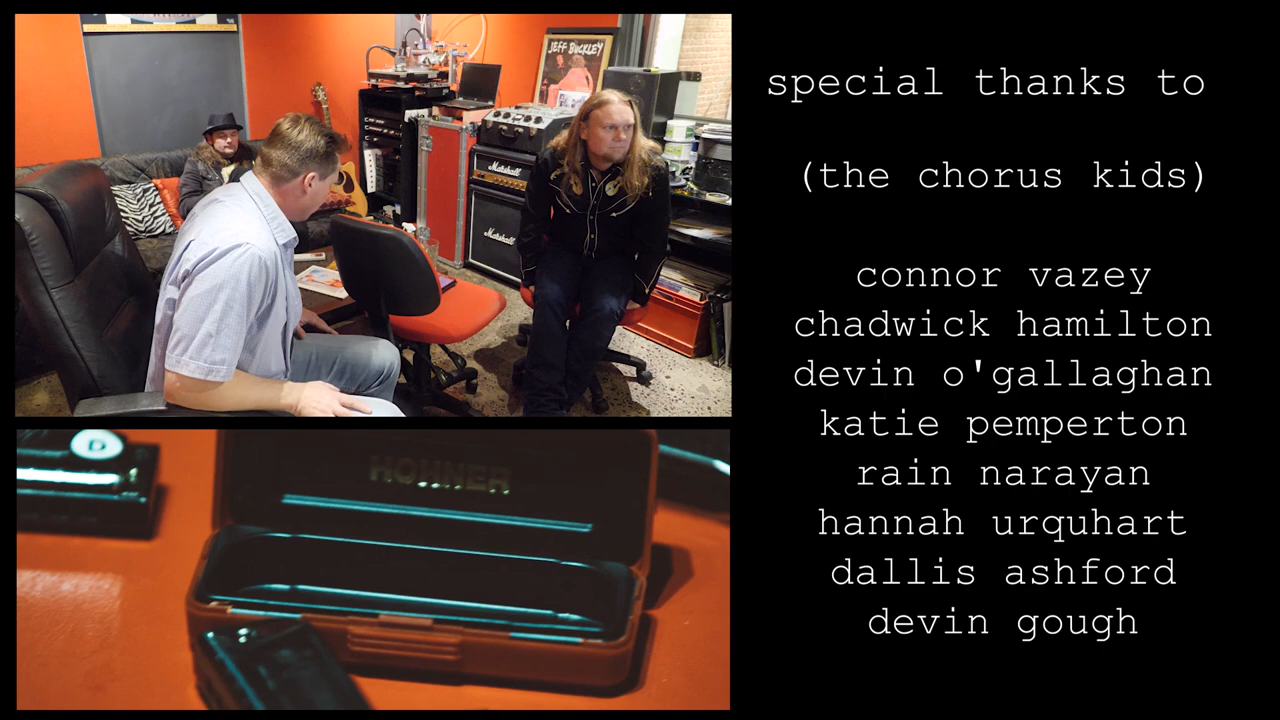 JEFF BUCKLEY
Marshall
Marshall
D
HOHNER
special thanks to
(the chorus kids)
connor vazey
chadwick hamilton
devin o'gallaghan
katie pemperton
rain narayan
hannah urquhart
dallis ashford
devin gough